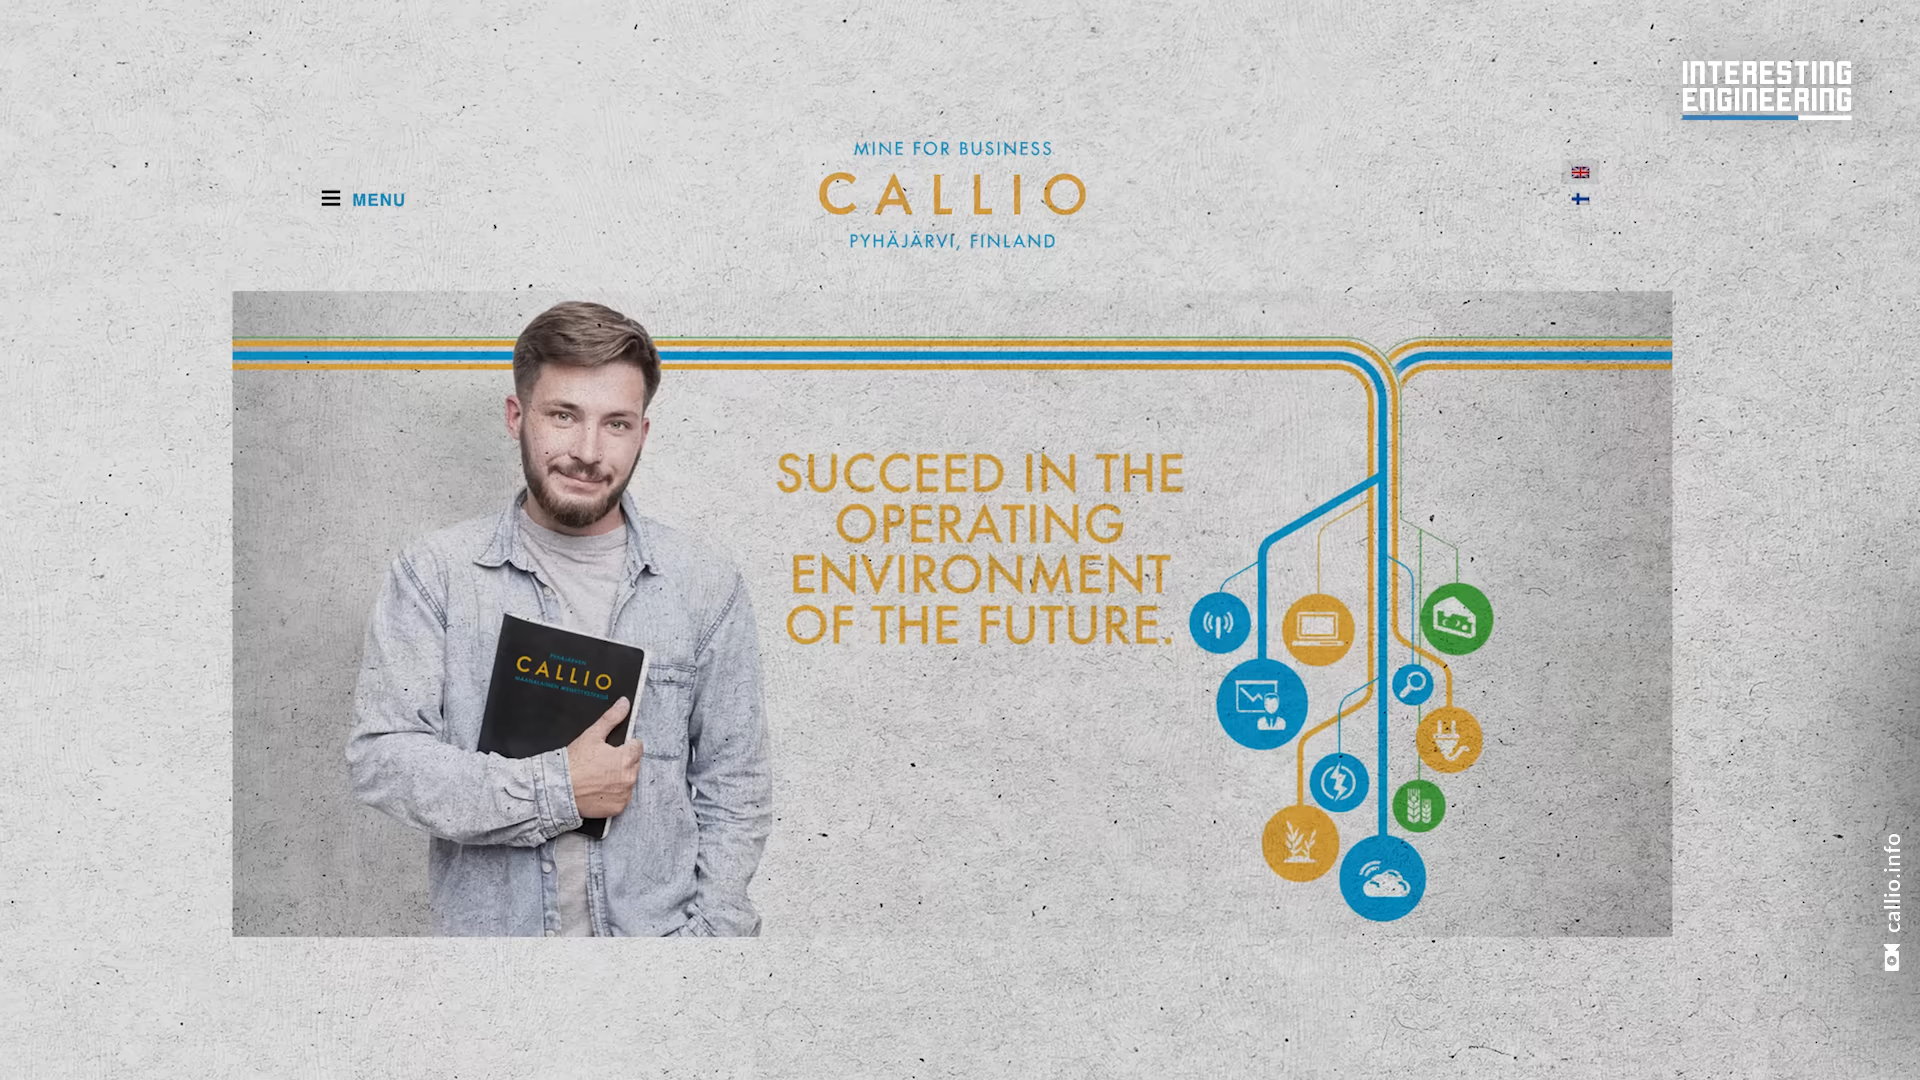 INTERESTING
ENGINEERING
MINE FOR BUSINESS
CALLIO
PYHÄJÄRVI, FINLAND
MENU
SUCCEED IN THE
OPERATING
ENVIRONMENT
OF THE FUTURE.
PYHÄJÄRVEN
CALLIO
callio.info